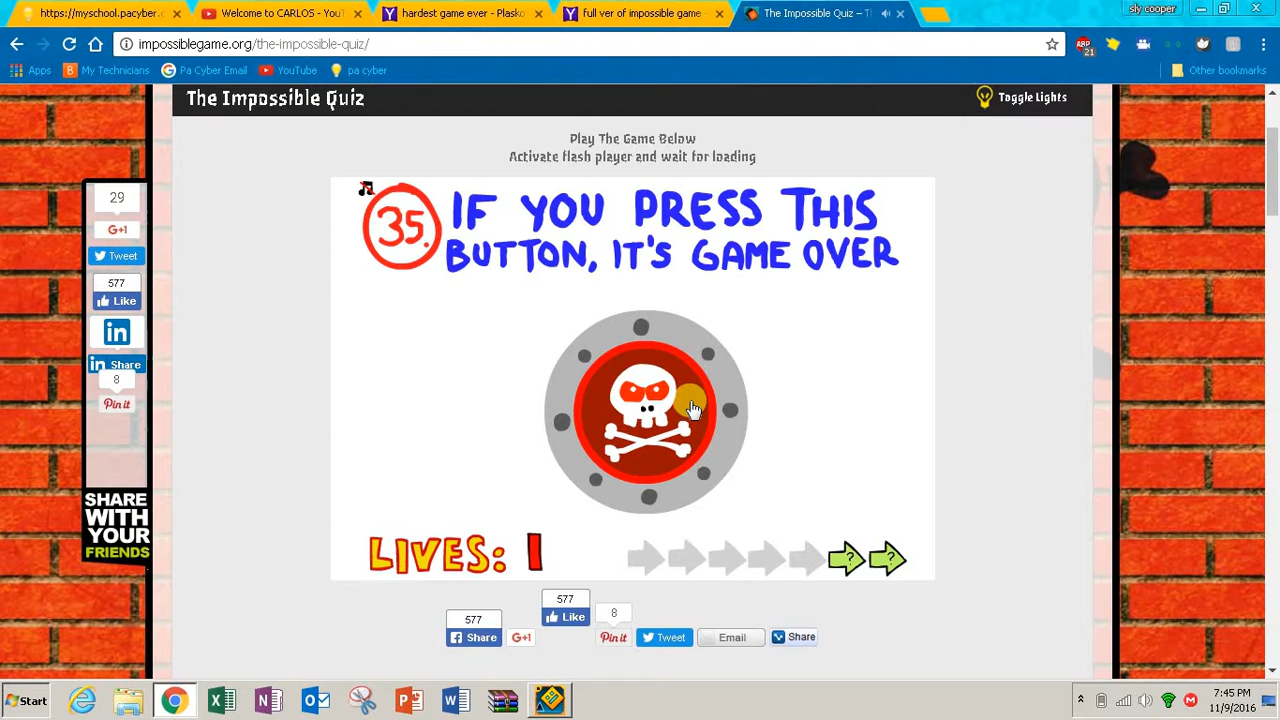 https://myschool.pacyber.
Welcome to CARLOS - YouT
hardest game ever - Plasko
full ver of impossible game
The Impossible Quiz – T
sly cooper
impossiblegame.org/the-impossible-quiz/
ABP
21
Apps
My Technicians
Pa Cyber Email
YouTube
pa cyber
Other bookmarks
The Impossible Quiz
Toggle Lights
Play The Game Below
Activate flash player and wait for loading
29
G+1
Tweet
577
Like
in
in Share
8
Pin it
SHARE
WITH
YOUR
FRIENDS
35.
IF YOU PRESS THIS
BUTTON, IT'S GAME OVER
LIVES: 1
? ?
577
Share
G+1
577
Like
8
Pin it
Tweet
Email
Share
Start
7:45 PM
11/9/2016